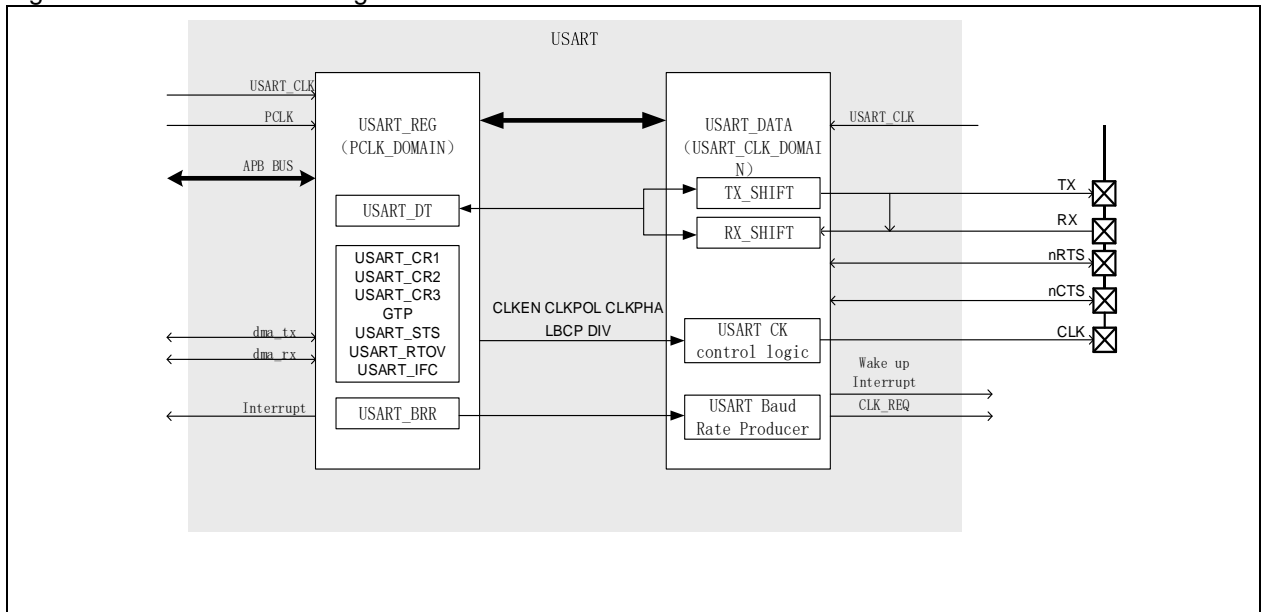 USART
USART_CLK
PCLK
APB BUS
dma_tx
dma_rx
Interrupt
USART_REG
（PCLK_DOMAIN）
USART_DT
USART_CR1
USART_CR2
USART_CR3
GTP
USART_STS
USART_RTOV
USART_IFC
USART_BRR
CLKEN CLKPOL CLKPHA
LBCP DIV
USART_DATA
（USART_CLK_DOMAI
N）
TX_SHIFT
RX_SHIFT
USART CK
control logic
USART Baud
Rate Producer
USART_CLK
TX
RX
nRTS
nCTS
CLK
Wake up
Interrupt
CLK_REQ